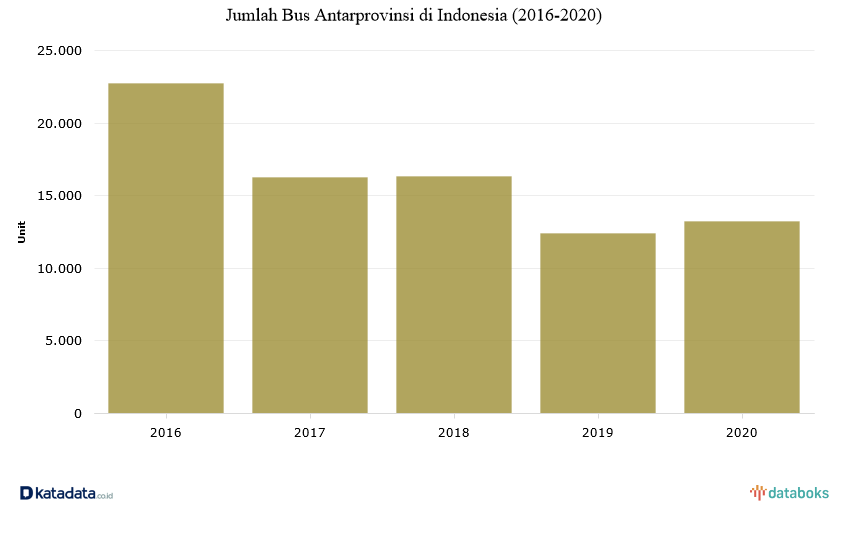 Jumlah Bus Antarprovinsi di Indonesia (2016-2020)
25.000
20.000
15.000
10.000
5.000
0
Unit
2016 2017 2018 2019 2020
katadata.co.id databoks